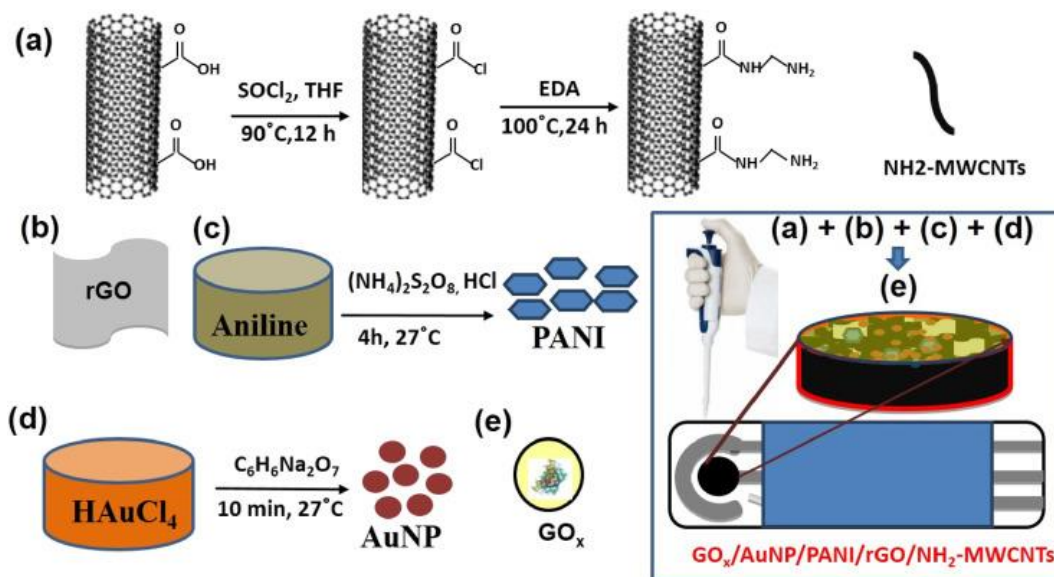 (a)
O
OH
O
OH
SOCl₂, THF
90˚C,12 h
O
Cl
O
Cl
EDA
100˚C,24 h
O
NH
NH₂
O
NH
NH₂
NH2-MWCNTs
(b)
rGO
(c)
Aniline
(NH₄)₂S₂O₈, HCl
4h, 27˚C
PANI
(d)
HAuCl₄
C₆H₆Na₂O₇
10 min, 27˚C
AuNP
(e)
GOₓ
(a) + (b) + (c) + (d)
(e)
GOₓ/AuNP/PANI/rGO/NH₂-MWCNTs